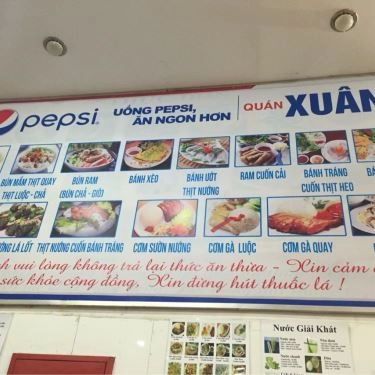 pepsi
UỐNG PEPSI,
ĂN NGON HƠN
QUÁN XUÂN
BÚN MẮM THỊT QUAY
THỊT LUỘC - CHẢ
BÚN RAM
(BÚN CHẢ - GIÒ)
BÁNH XÈO
BÁNH ƯỚT
THỊT NƯỚNG
RAM CUỐN CẢI
BÁNH TRÁNG
CUỐN THỊT HEO
LÁ LỐT
THỊT NƯỚNG CUỐN BÁNH TRÁNG
CƠM SƯỜN NƯỚNG
CƠM GÀ LUỘC
CƠM GÀ QUAY
vui lòng không trả lại thức ăn thừa - Xin cảm
sức khỏe cộng đồng, Xin đừng hút thuốc lá !
Nước Giải Khát